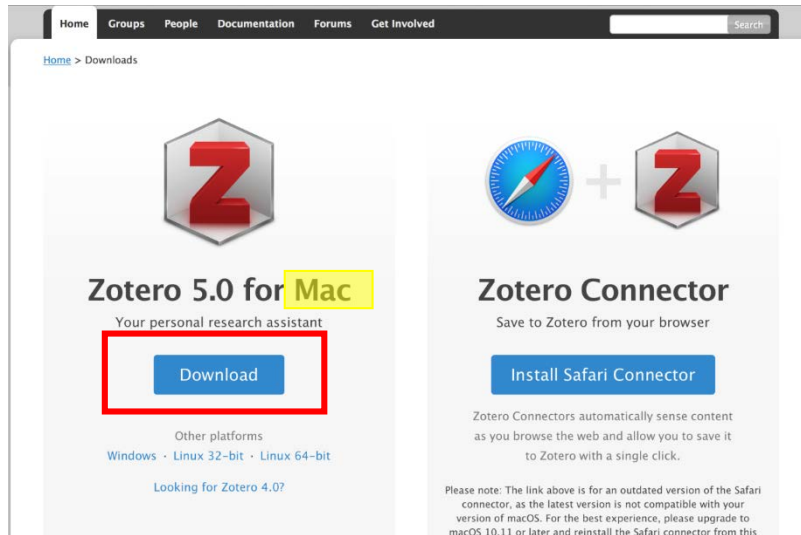 Home Groups People Documentation Forums Get Involved Search
Home > Downloads
Z
Z
Zotero 5.0 for Mac
Your personal research assistant
Download
Other platforms
Windows · Linux 32-bit · Linux 64-bit
Looking for Zotero 4.0?
Zotero Connector
Save to Zotero from your browser
Install Safari Connector
Zotero Connectors automatically sense content
as you browse the web and allow you to save it
to Zotero with a single click.
Please note: The link above is for an outdated version of the Safari
connector, as the latest version is not compatible with your
version of macOS. For the best experience, please upgrade to
macOS 10.11 or later and reinstall the Safari connector from this